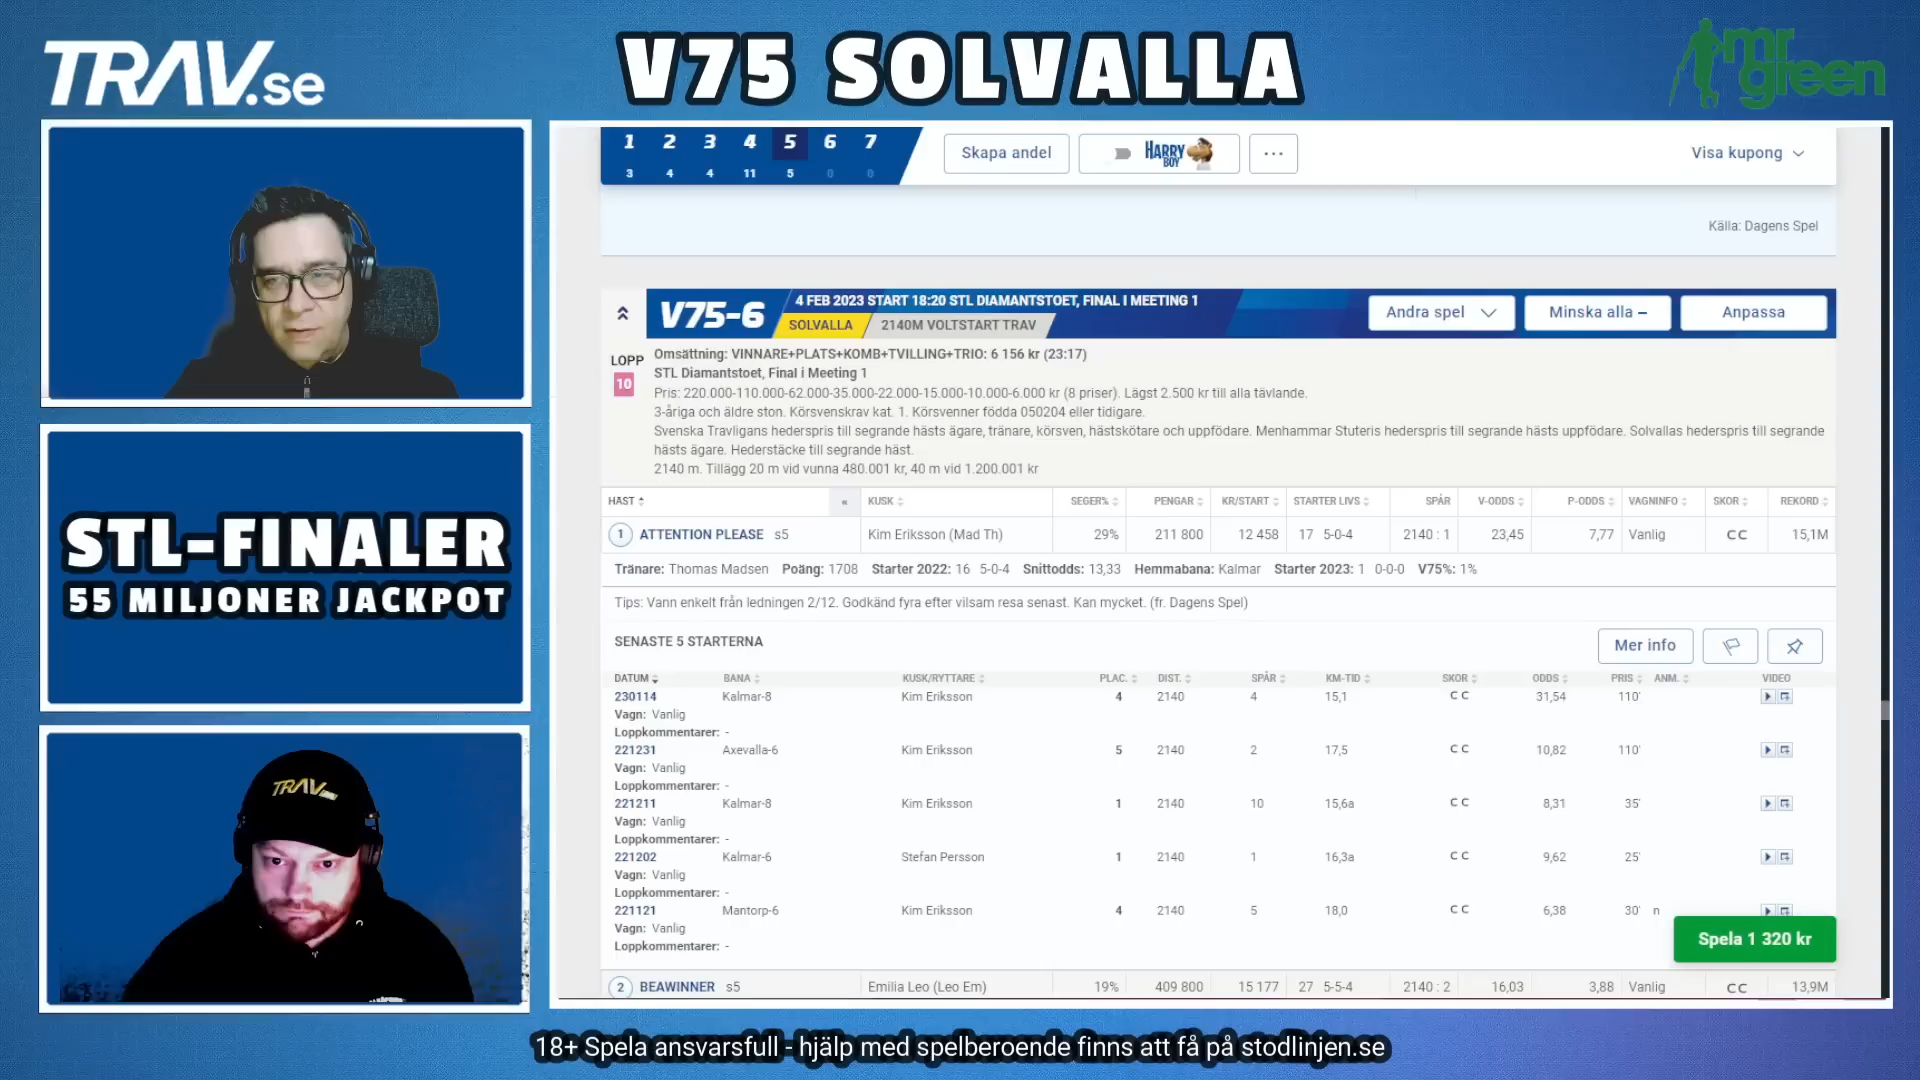 TRAV.se
V75 SOLVALLA
mr green
STL-FINALER
55 MILJONER JACKPOT
TRAV
1 2 3 4 5 6 7
3 4 4 11 5 0 0
Skapa andel
HARRY BOY
...
Visa kupong
Källa: Dagens Spel
V75-6
4 FEB 2023 START 18:20 STL DIAMANTSTOET, FINAL I MEETING 1
SOLVALLA 2140M VOLTSTART TRAV
Andra spel
Minska alla –
Anpassa
LOPP
10
Omsättning: VINNARE+PLATS+KOMB+TVILLING+TRIO: 6 156 kr (23:17)
STL Diamantstoet, Final i Meeting 1
Pris: 220.000-110.000-62.000-35.000-22.000-15.000-10.000-6.000 kr (8 priser). Lägst 2.500 kr till alla tävlande.
3-åriga och äldre ston. Körsvenskrav kat. 1. Körsvenner födda 050204 eller tidigare.
Svenska Travligans hederspris till segrande hästs ägare, tränare, körsven, hästskötare och uppfödare. Menhammar Stuteris hederspris till segrande hästs uppfödare. Solvallas hederspris till segrande
hästs ägare. Hederstäcke till segrande häst.
2140 m. Tillägg 20 m vid vunna 480.001 kr, 40 m vid 1.200.001 kr
HÄST « KUSK SEGER% PENGAR KR/START STARTER LIVS SPÅR V-ODDS P-ODDS VAGNINFO SKOR REKORD
1 ATTENTION PLEASE s5 Kim Eriksson (Mad Th) 29% 211 800 12 458 17 5-0-4 2140 : 1 23,45 7,77 Vanlig C C 15,1M
Tränare: Thomas Madsen Poäng: 1708 Starter 2022: 16 5-0-4 Snittodds: 13,33 Hemmabana: Kalmar Starter 2023: 1 0-0-0 V75%: 1%
Tips: Vann enkelt från ledningen 2/12. Godkänd fyra efter vilsam resa senast. Kan mycket. (fr. Dagens Spel)
SENASTE 5 STARTERNA
Mer info
DATUM BANA KUSK/RYTTARE PLAC. DIST. SPÅR KM-TID SKOR ODDS PRIS ANM. VIDEO
230114 Kalmar-8 Kim Eriksson 4 2140 4 15,1 C C 31,54 110'
Vagn: Vanlig
Loppkommentarer: -
221231 Axevalla-6 Kim Eriksson 5 2140 2 17,5 C C 10,82 110'
Vagn: Vanlig
Loppkommentarer: -
221211 Kalmar-8 Kim Eriksson 1 2140 10 15,6a C C 8,31 35'
Vagn: Vanlig
Loppkommentarer: -
221202 Kalmar-6 Stefan Persson 1 2140 1 16,3a C C 9,62 25'
Vagn: Vanlig
Loppkommentarer: -
221121 Mantorp-6 Kim Eriksson 4 2140 5 18,0 C C 6,38 30' n
Vagn: Vanlig
Loppkommentarer: -
Spela 1 320 kr
2 BEAWINNER s5 Emilia Leo (Leo Em) 19% 409 800 15 177 27 5-5-4 2140 : 2 16,03 3,88 Vanlig C C 13,9M
18+ Spela ansvarsfull - hjälp med spelberoende finns att få på stodlinjen.se